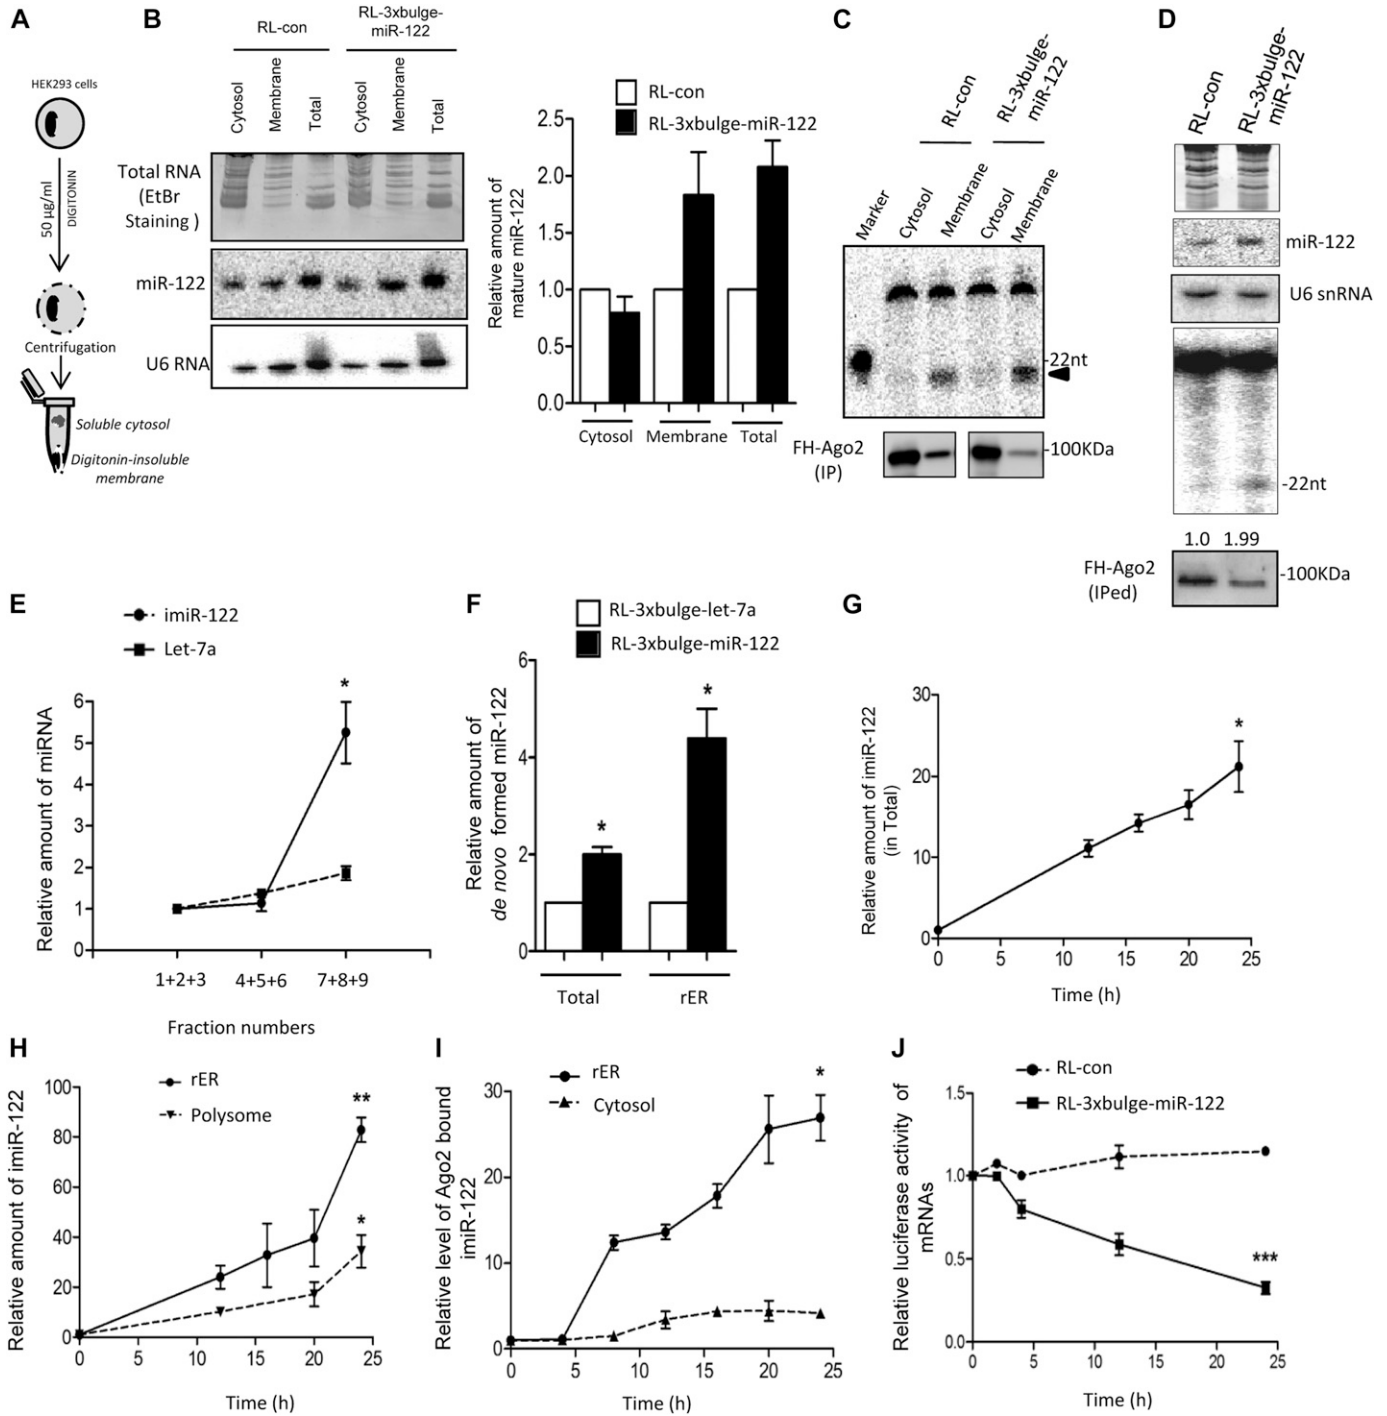 A
HEK293 cells
50 µg/ml
DIGITONIN
Centrifugation
Soluble cytosol
Digitonin-insoluble
membrane
B
RL-con
RL-3xbulge-
miR-122
Cytosol
Membrane
Total
Cytosol
Membrane
Total
Total RNA
(EtBr
Staining )
miR-122
U6 RNA
RL-con
RL-3xbulge-miR-122
Relative amount of
mature miR-122
2.5
2.0
1.5
1.0
0.5
0.0
Cytosol
Membrane
Total
C
RL-con
RL-3xbulge-
miR-122
Marker
Cytosol
Membrane
Cytosol
Membrane
-22nt
FH-Ago2
(IP)
-100KDa
D
RL-con
RL-3xbulge-
miR-122
miR-122
U6 snRNA
-22nt
1.0 1.99
FH-Ago2
(IPed)
-100KDa
E
imiR-122
Let-7a
Relative amount of miRNA
6
5
4
3
2
1
0
*
1+2+3
4+5+6
7+8+9
Fraction numbers
F
RL-3xbulge-let-7a
RL-3xbulge-miR-122
Relative amount of
de novo formed miR-122
6
4
2
0
*
*
Total
rER
G
Relative amount of imiR-122
(in Total)
30
20
10
0
*
0 5 10 15 20 25
Time (h)
H
rER
Polysome
Relative amount of imiR-122
100
80
60
40
20
0
**
*
0 5 10 15 20 25
Time (h)
I
rER
Cytosol
Relative level of Ago2 bound
imiR-122
30
20
10
0
*
0 5 10 15 20 25
Time (h)
J
RL-con
RL-3xbulge-miR-122
Relative luciferase activity of
mRNAs
1.5
1.0
0.5
0.0
***
0 5 10 15 20 25
Time (h)